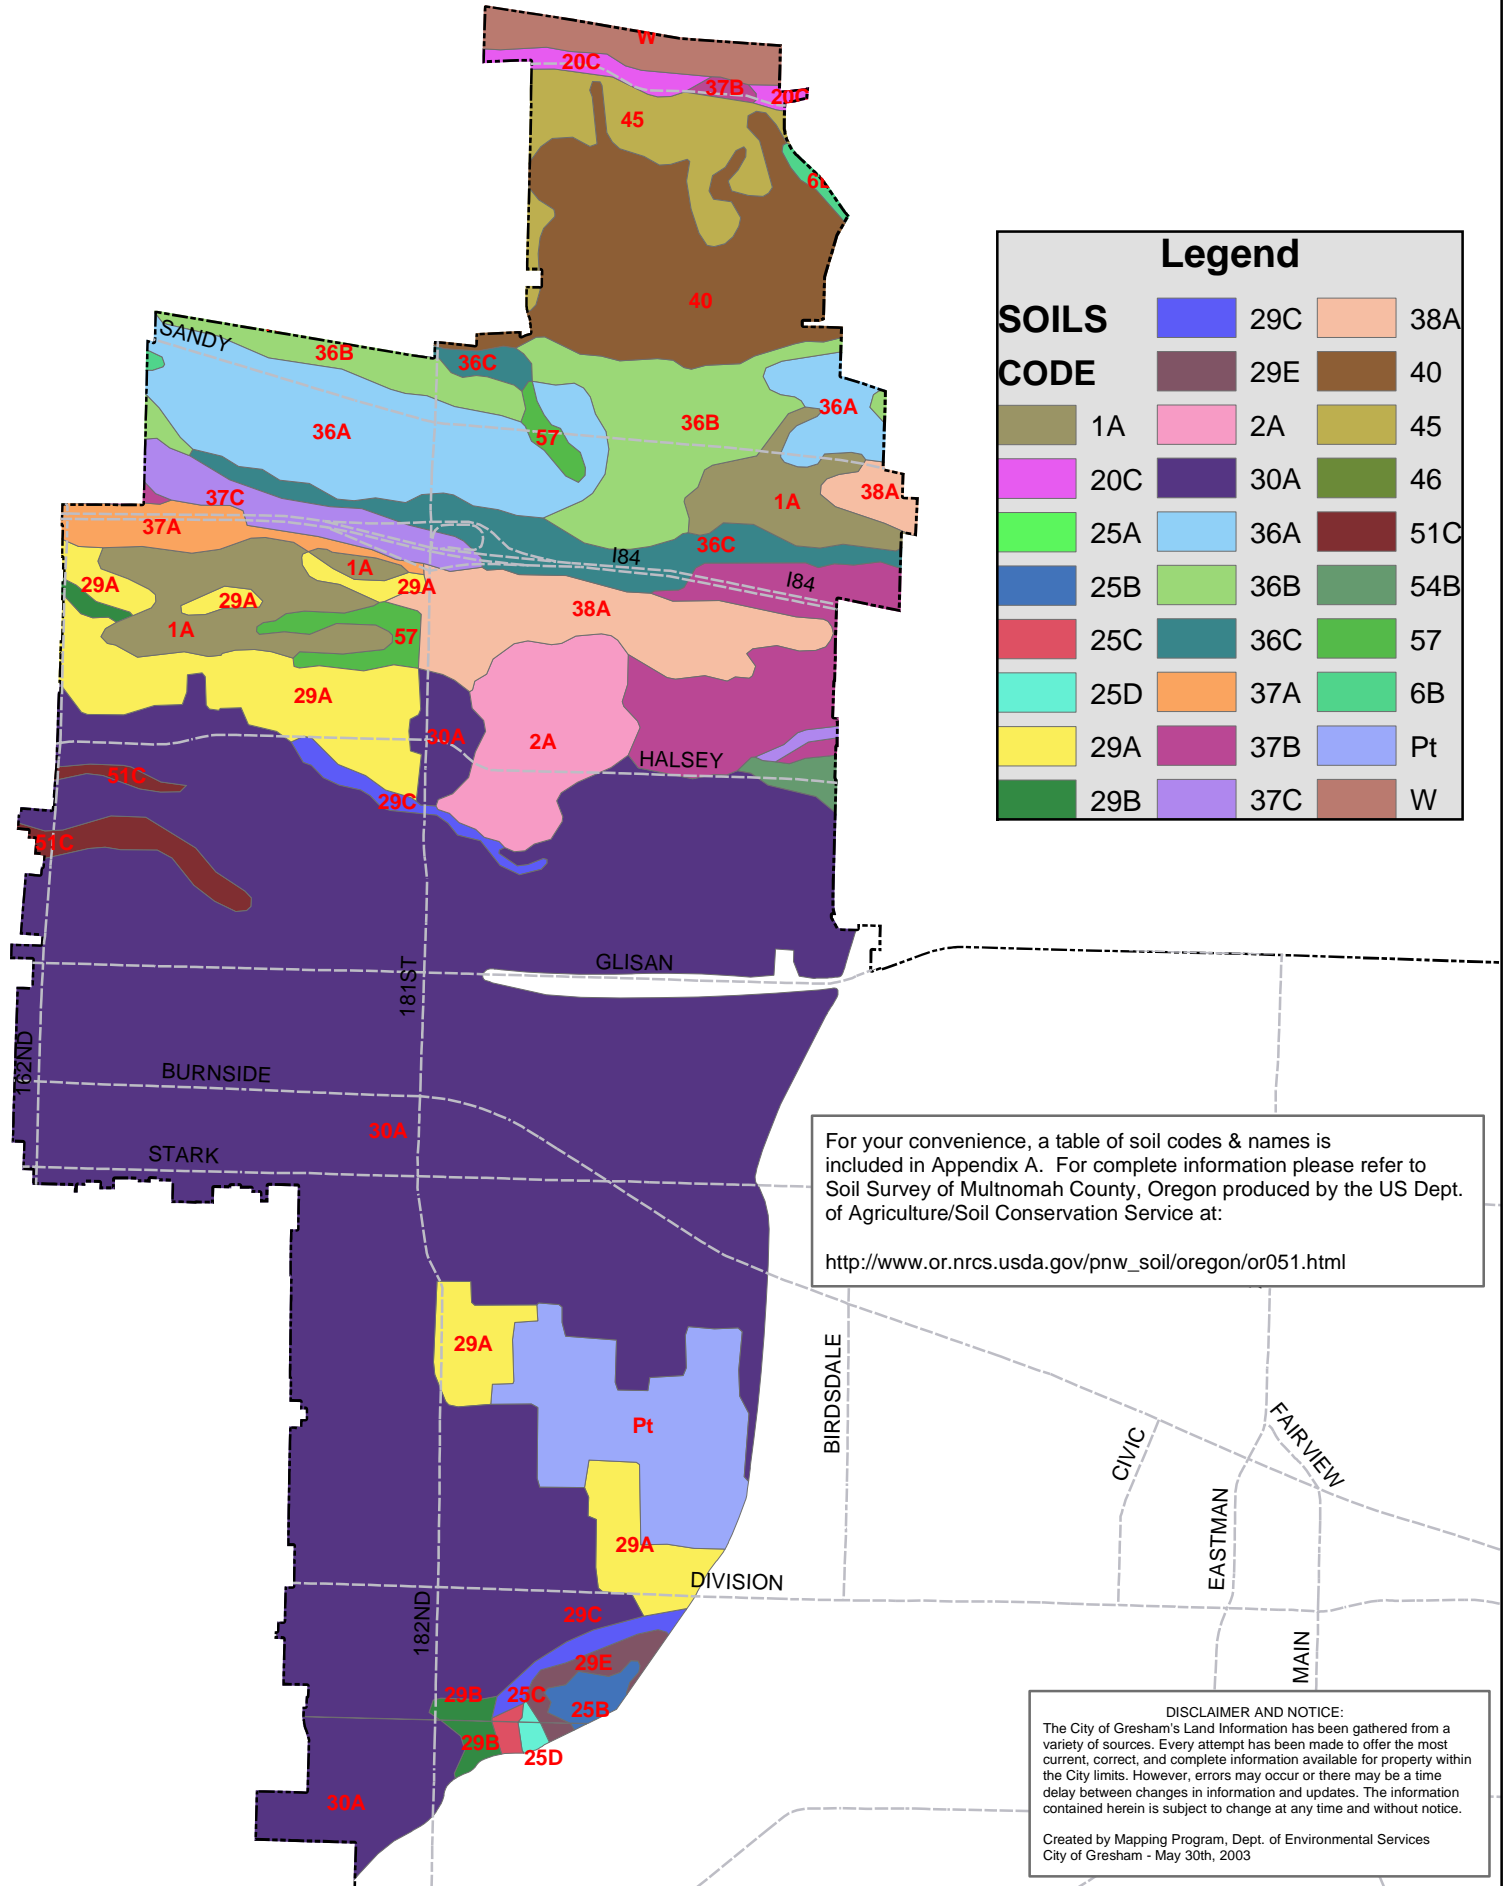 W
20C
37B
20C
45
40
SANDY
36B
36C
36A
36A
36B
57
1A
38A
37C
37A
36C
I84
I84
29A
1A
29A
29A
38A
1A
57
29A
30A
2A
HALSEY
51C
29C
51C
GLISAN
181ST
162ND
BURNSIDE
30A
STARK
29A
Pt
29A
BIRDSDALE
CIVIC
FAIRVIEW
EASTMAN
DIVISION
29C
182ND
29E
MAIN
29B
25C
25B
29B
25D
30A
Legend
SOILS
CODE
1A
20C
25A
25B
25C
25D
29A
29B
29C
29E
2A
30A
36A
36B
36C
37A
37B
37C
38A
40
45
46
51C
54B
57
6B
Pt
W
For your convenience, a table of soil codes & names is
included in Appendix A. For complete information please refer to
Soil Survey of Multnomah County, Oregon produced by the US Dept.
of Agriculture/Soil Conservation Service at:
http://www.or.nrcs.usda.gov/pnw_soil/oregon/or051.html
DISCLAIMER AND NOTICE:
The City of Gresham's Land Information has been gathered from a
variety of sources. Every attempt has been made to offer the most
current, correct, and complete information available for property within
the City limits. However, errors may occur or there may be a time
delay between changes in information and updates. The information
contained herein is subject to change at any time and without notice.
Created by Mapping Program, Dept. of Environmental Services
City of Gresham - May 30th, 2003